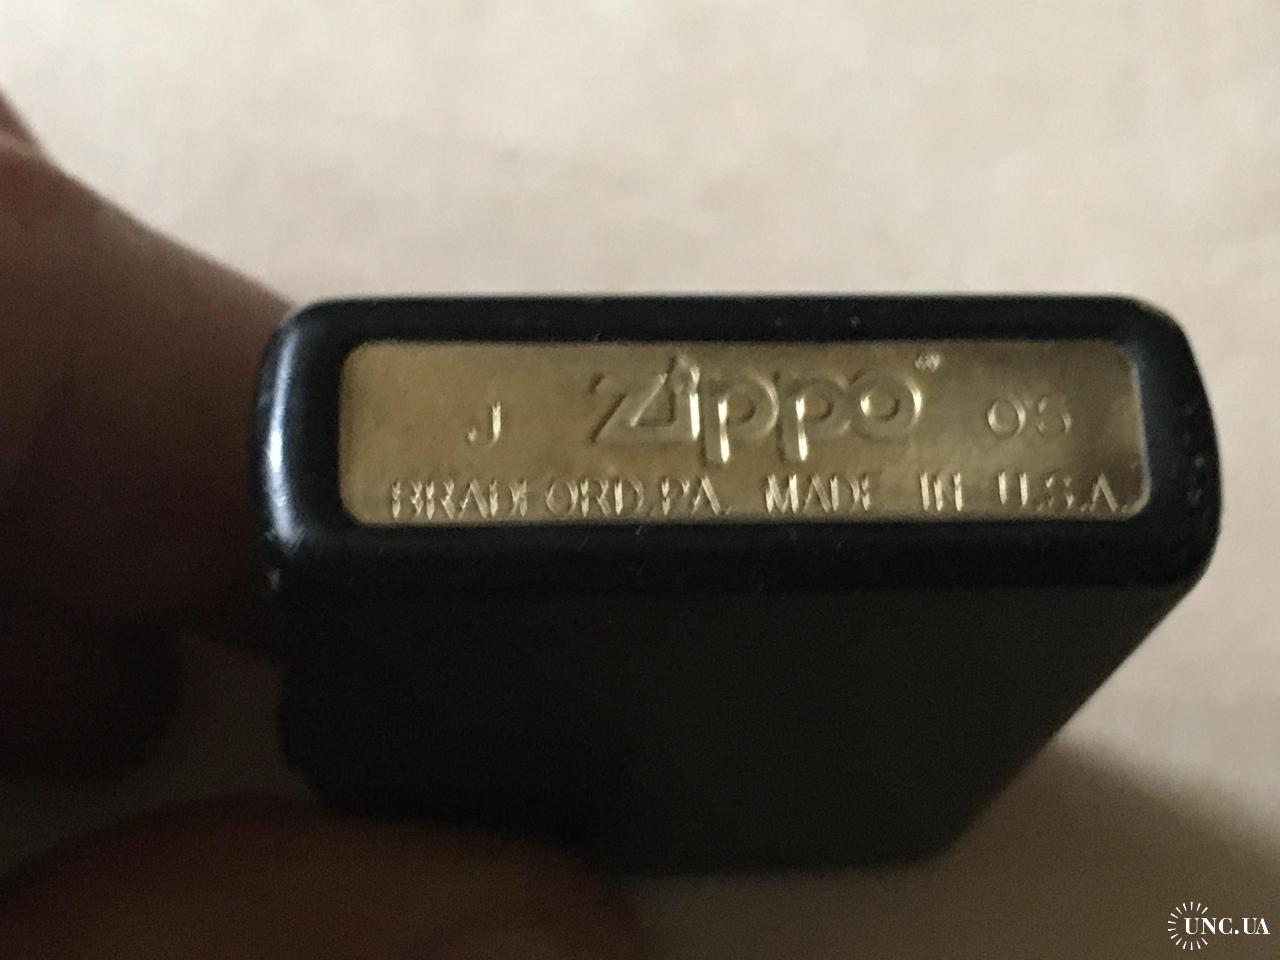 J Zippo ® 03
BRADFORD, PA. MADE IN U.S.A.
UNC.UA